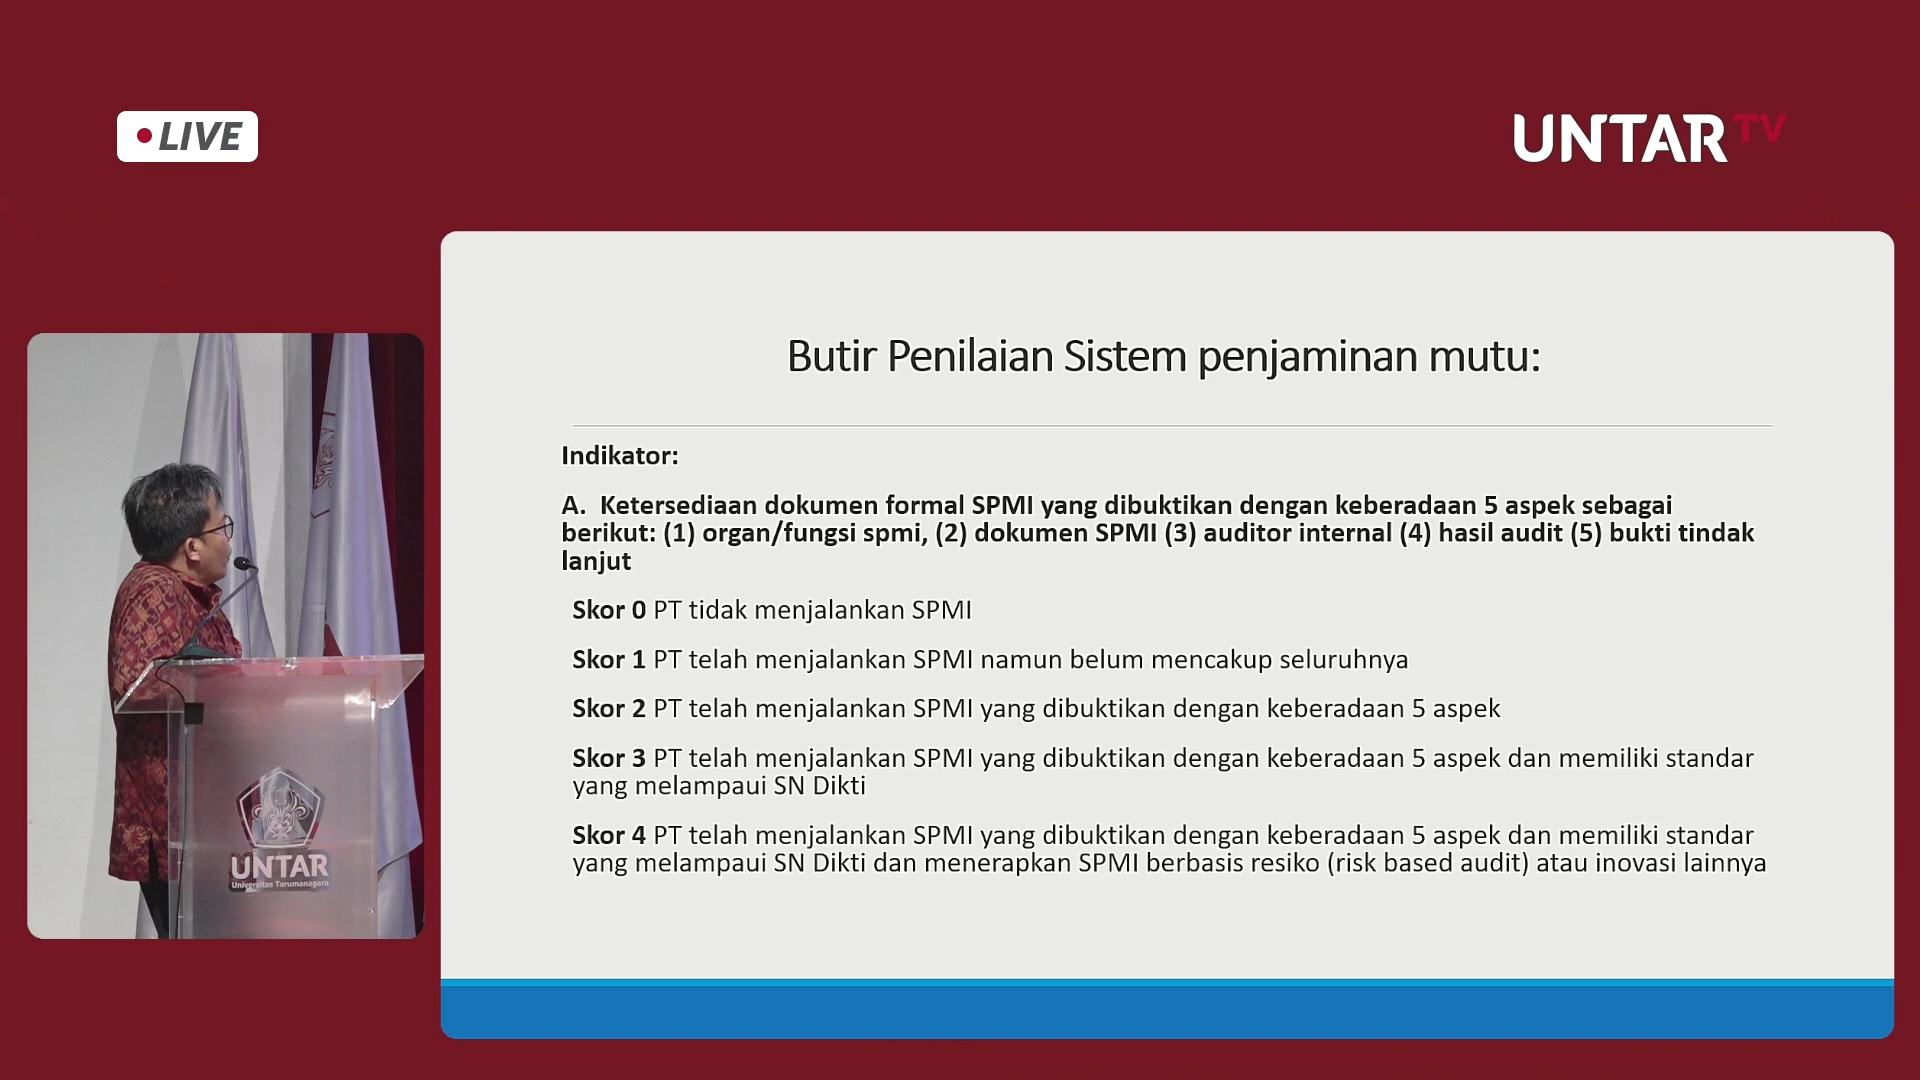 LIVE
UNTAR TV
Butir Penilaian Sistem penjaminan mutu:
Indikator:
A. Ketersediaan dokumen formal SPMI yang dibuktikan dengan keberadaan 5 aspek sebagai
berikut: (1) organ/fungsi spmi, (2) dokumen SPMI (3) auditor internal (4) hasil audit (5) bukti tindak
lanjut
Skor 0 PT tidak menjalankan SPMI
Skor 1 PT telah menjalankan SPMI namun belum mencakup seluruhnya
Skor 2 PT telah menjalankan SPMI yang dibuktikan dengan keberadaan 5 aspek
Skor 3 PT telah menjalankan SPMI yang dibuktikan dengan keberadaan 5 aspek dan memiliki standar
yang melampaui SN Dikti
Skor 4 PT telah menjalankan SPMI yang dibuktikan dengan keberadaan 5 aspek dan memiliki standar
yang melampaui SN Dikti dan menerapkan SPMI berbasis resiko (risk based audit) atau inovasi lainnya
UNTAR
Universitas Tarumanagara